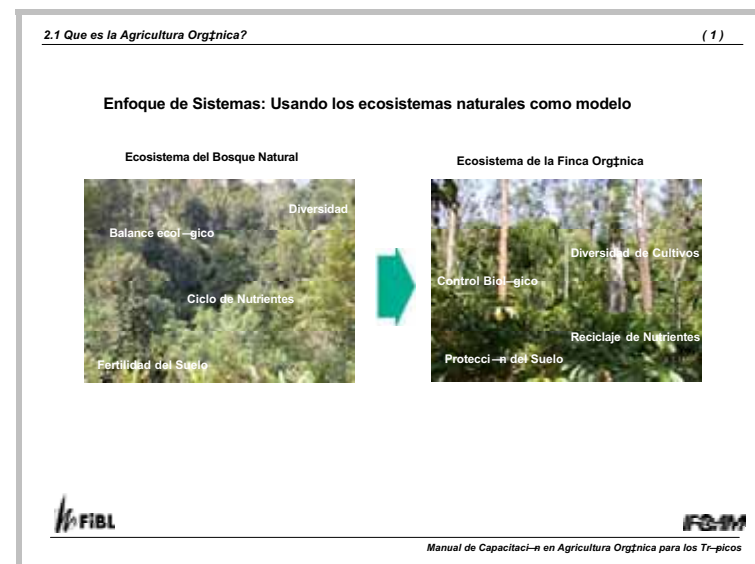 2.1 Que es la Agricultura Org‡nica? ( 1 )
Enfoque de Sistemas: Usando los ecosistemas naturales como modelo
Ecosistema del Bosque Natural
Diversidad
Balance ecol—gico
Ciclo de Nutrientes
Fertilidad del Suelo
Ecosistema de la Finca Org‡nica
Diversidad de Cultivos
Control Biol—gico
Reciclaje de Nutrientes
Protecci—n del Suelo
FiBL
IFOAM
Manual de Capacitaci—n en Agricultura Org‡nica para los Tr—picos